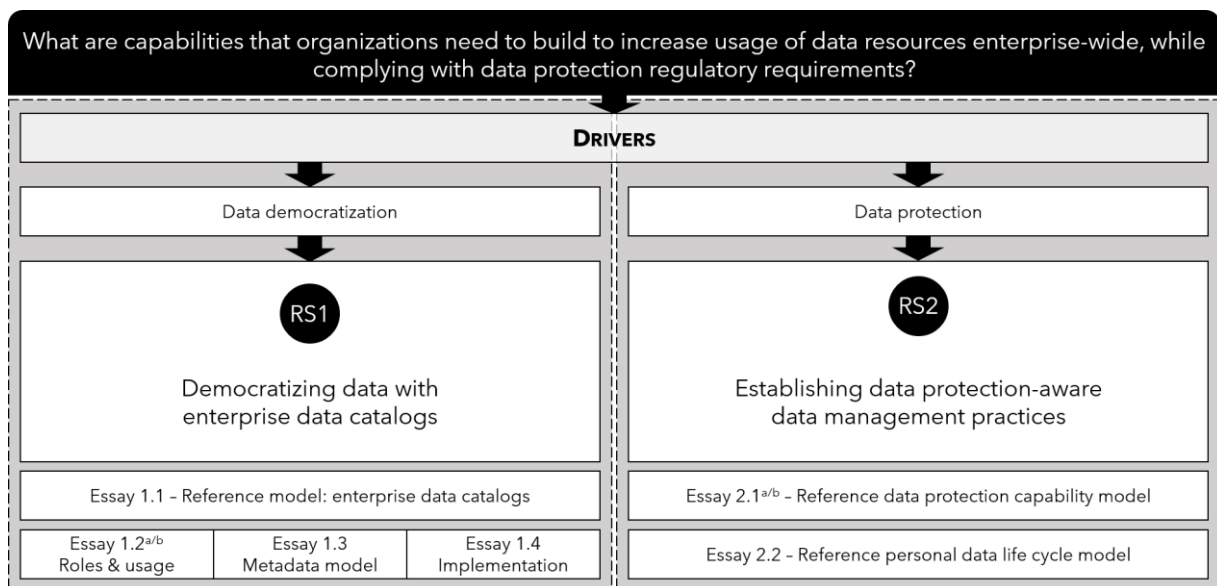 What are capabilities that organizations need to build to increase usage of data resources enterprise-wide, while
complying with data protection regulatory requirements?
DRIVERS
Data democratization
Data protection
RS1
RS2
Democratizing data with
enterprise data catalogs
Establishing data protection-aware
data management practices
Essay 1.1 – Reference model: enterprise data catalogs
Essay 2.1a/b – Reference data protection capability model
Essay 1.2a/b
Roles & usage
Essay 1.3
Metadata model
Essay 1.4
Implementation
Essay 2.2 – Reference personal data life cycle model